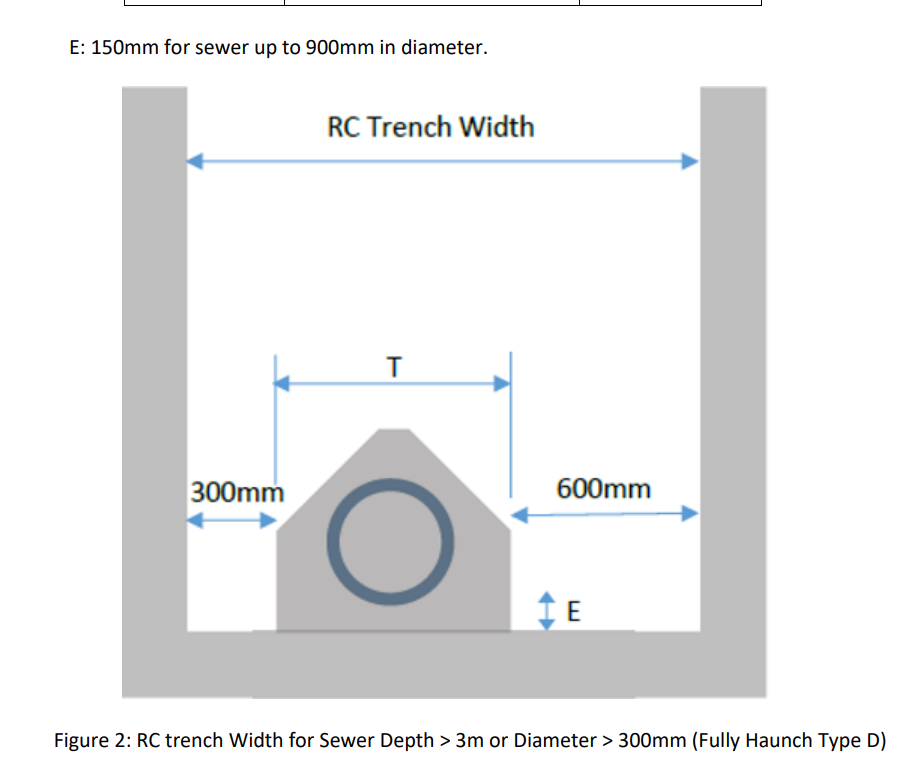 E: 150mm for sewer up to 900mm in diameter.
RC Trench Width
T
300mm
600mm
E
Figure 2: RC trench Width for Sewer Depth > 3m or Diameter > 300mm (Fully Haunch Type D)